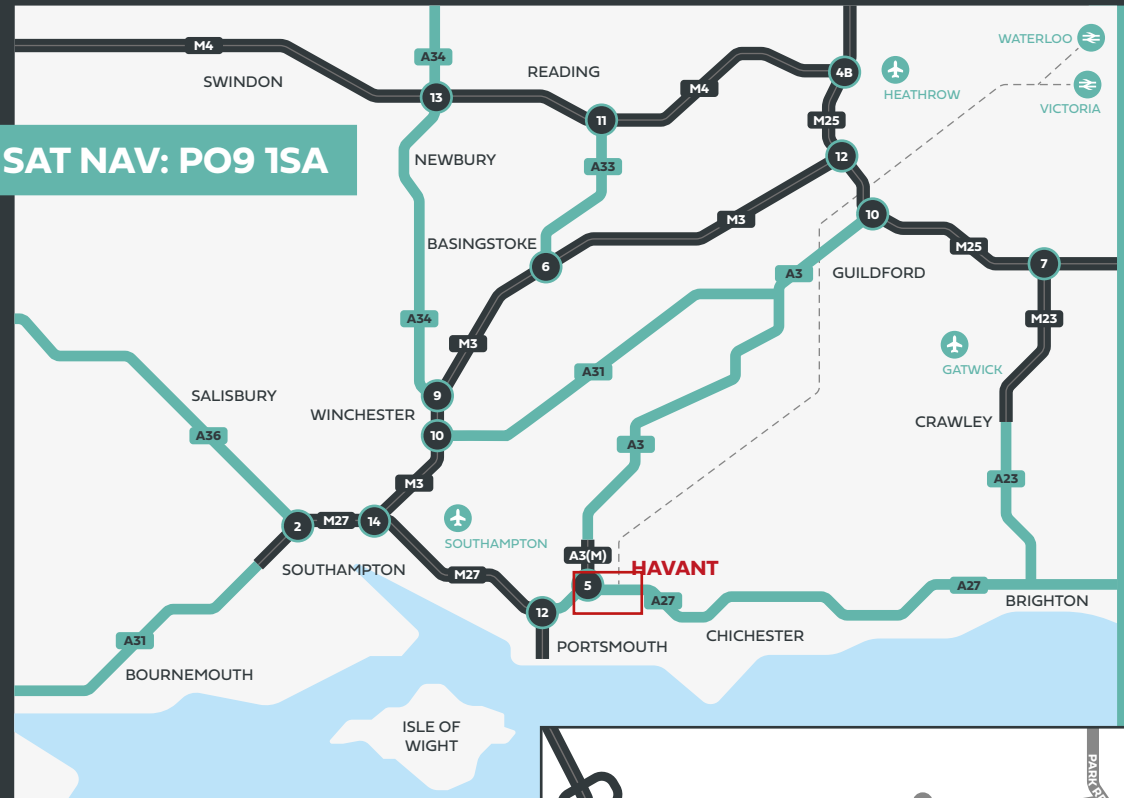 M4
A34
WATERLOO
SWINDON
READING
4B
HEATHROW
13
M4
VICTORIA
11
M25
SAT NAV: PO9 1SA
NEWBURY
A33
12
M3
10
BASINGSTOKE
M25
6
A3
GUILDFORD
7
A34
M23
M3
GATWICK
A31
SALISBURY
9
WINCHESTER
CRAWLEY
A36
10
A3
M3
A23
2
M27
14
SOUTHAMPTON
A3(M)
SOUTHAMPTON
HAVANT
M27
5
A27
A27
BRIGHTON
12
A31
CHICHESTER
PORTSMOUTH
BOURNEMOUTH
ISLE OF
WIGHT